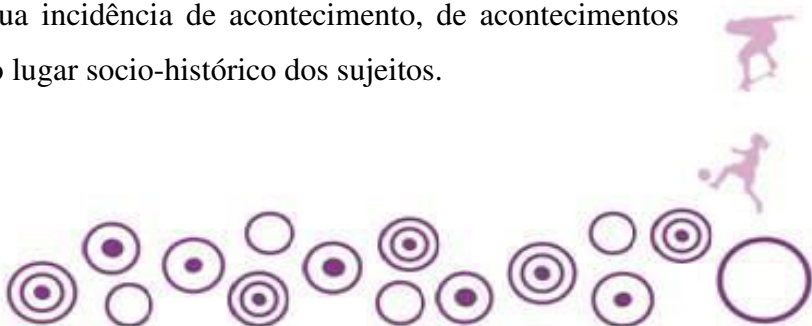 ua incidência de acontecimento, de acontecimentos
o lugar socio-histórico dos sujeitos.